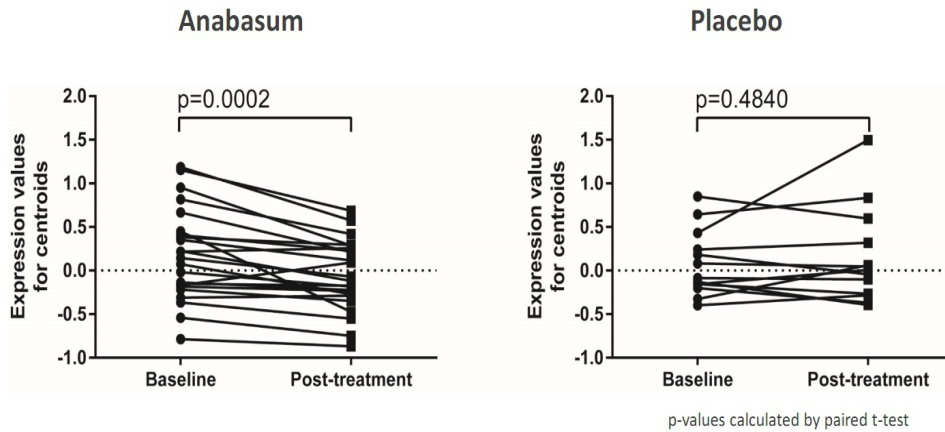 Anabasum
Placebo
p=0.0002
Expression values
for centroids
2.0
1.5
1.0
0.5
0.0
-0.5
-1.0
Baseline
Post-treatment
p=0.4840
Expression values
for centroids
2.0
1.5
1.0
0.5
0.0
-0.5
-1.0
Baseline
Post-treatment
p-values calculated by paired t-test